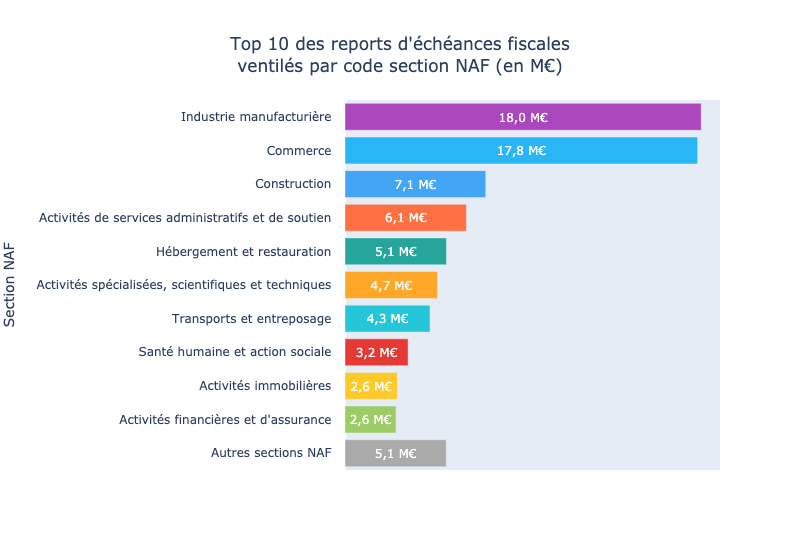 Top 10 des reports d'échéances fiscales
ventilés par code section NAF (en M€)
Section NAF
Industrie manufacturière 18,0 M€
Commerce 17,8 M€
Construction 7,1 M€
Activités de services administratifs et de soutien 6,1 M€
Hébergement et restauration 5,1 M€
Activités spécialisées, scientifiques et techniques 4,7 M€
Transports et entreposage 4,3 M€
Santé humaine et action sociale 3,2 M€
Activités immobilières 2,6 M€
Activités financières et d'assurance 2,6 M€
Autres sections NAF 5,1 M€